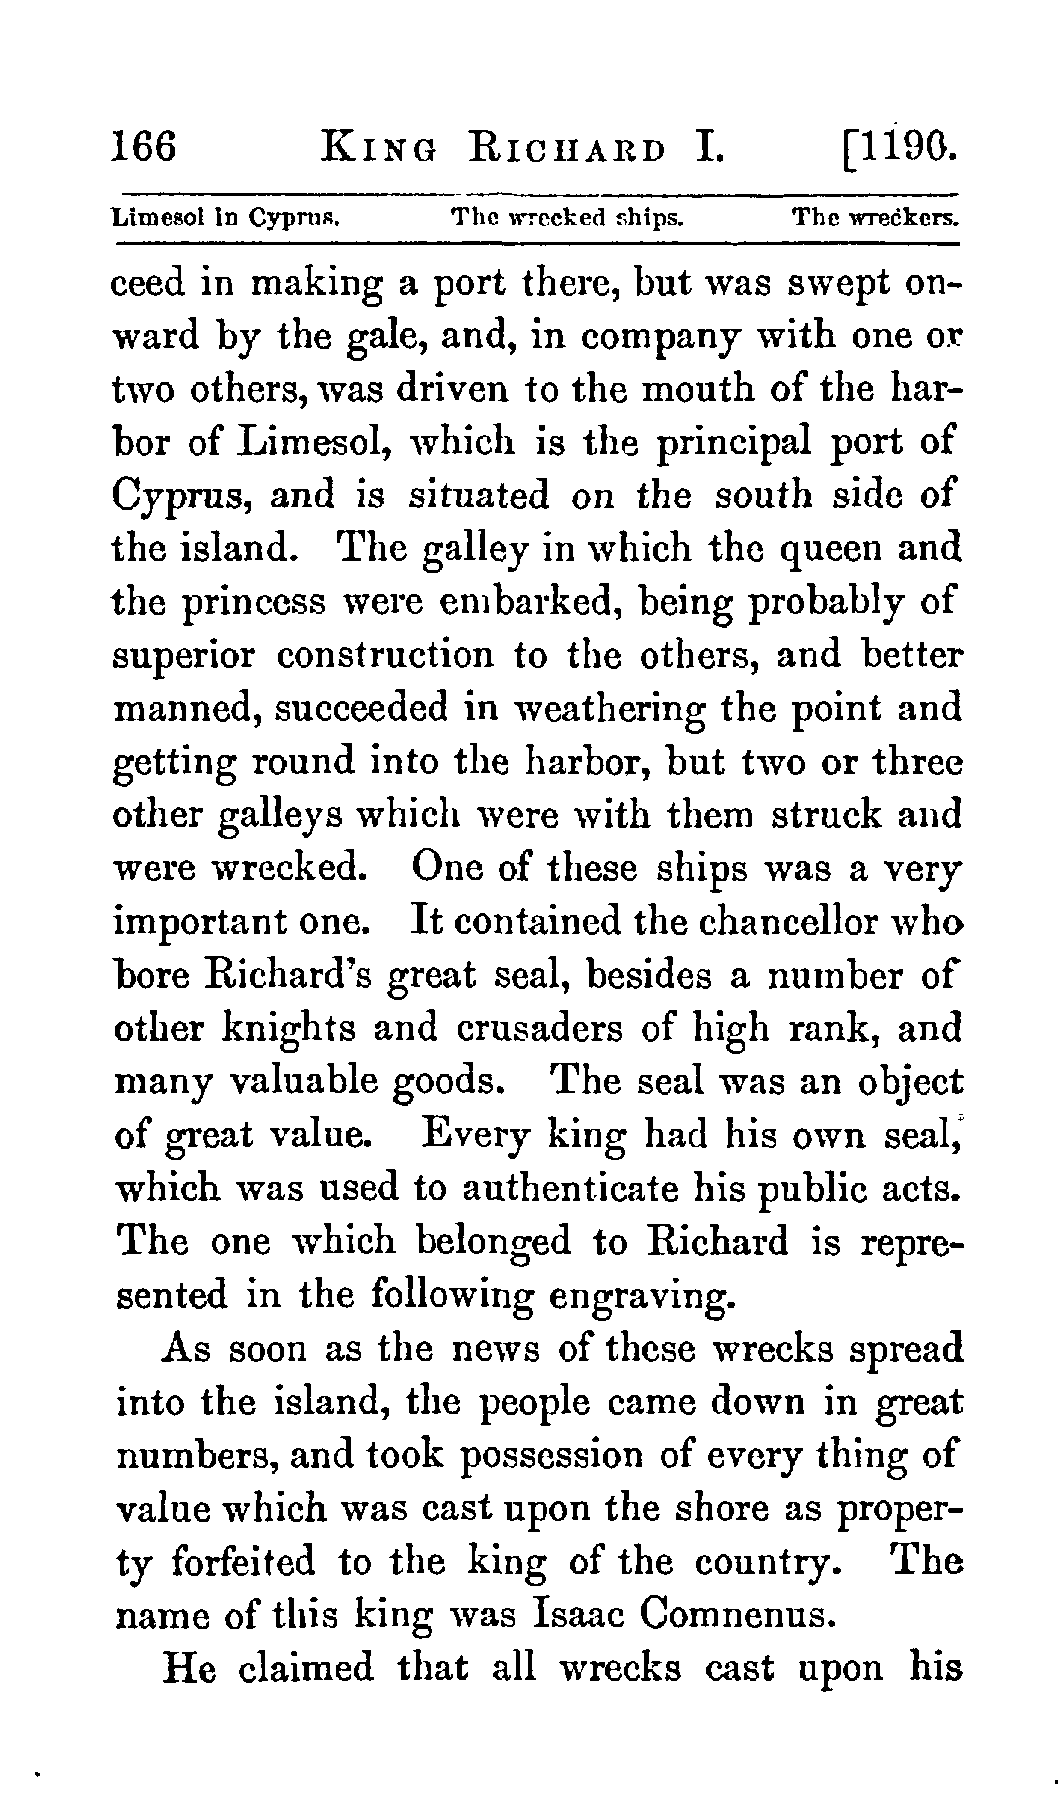 166 KING RICHARD I. [1190.
Limesol in Cyprus. The wrecked ships. The wreckers.
ceed in making a port there, but was swept on-
ward by the gale, and, in company with one or
two others, was driven to the mouth of the har-
bor of Limesol, which is the principal port of
Cyprus, and is situated on the south side of
the island. The galley in which the queen and
the princess were embarked, being probably of
superior construction to the others, and better
manned, succeeded in weathering the point and
getting round into the harbor, but two or three
other galleys which were with them struck and
were wrecked. One of these ships was a very
important one. It contained the chancellor who
bore Richard's great seal, besides a number of
other knights and crusaders of high rank, and
many valuable goods. The seal was an object
of great value. Every king had his own seal,
which was used to authenticate his public acts.
The one which belonged to Richard is repre-
sented in the following engraving.
As soon as the news of these wrecks spread
into the island, the people came down in great
numbers, and took possession of every thing of
value which was cast upon the shore as proper-
ty forfeited to the king of the country. The
name of this king was Isaac Comnenus.
He claimed that all wrecks cast upon his